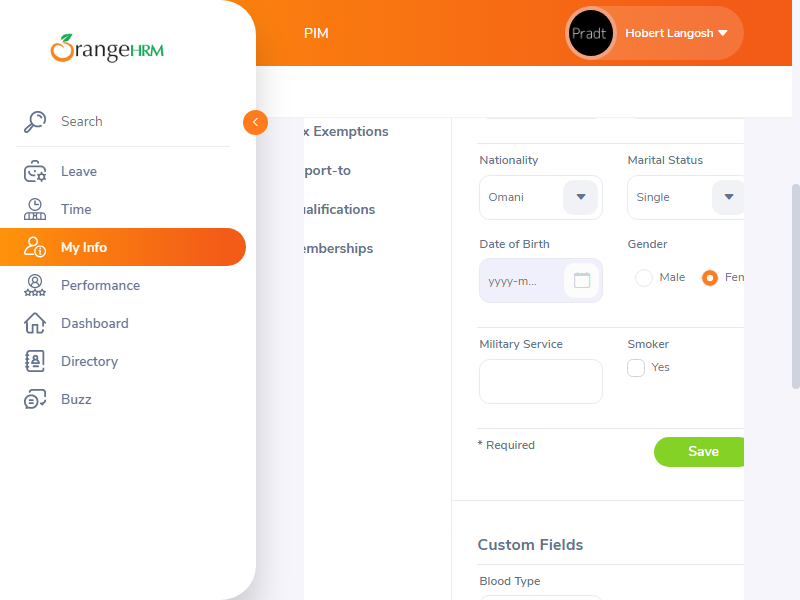 OrangeHRM
PIM
Pradt
Hobert Langosh
Search
Leave
Time
My Info
Performance
Dashboard
Directory
Buzz
x Exemptions
port-to
alifications
emberships
Nationality
Marital Status
Omani
Single
Date of Birth
Gender
yyyy-m...
Male
Fem
Military Service
Smoker
Yes
* Required
Save
Custom Fields
Blood Type